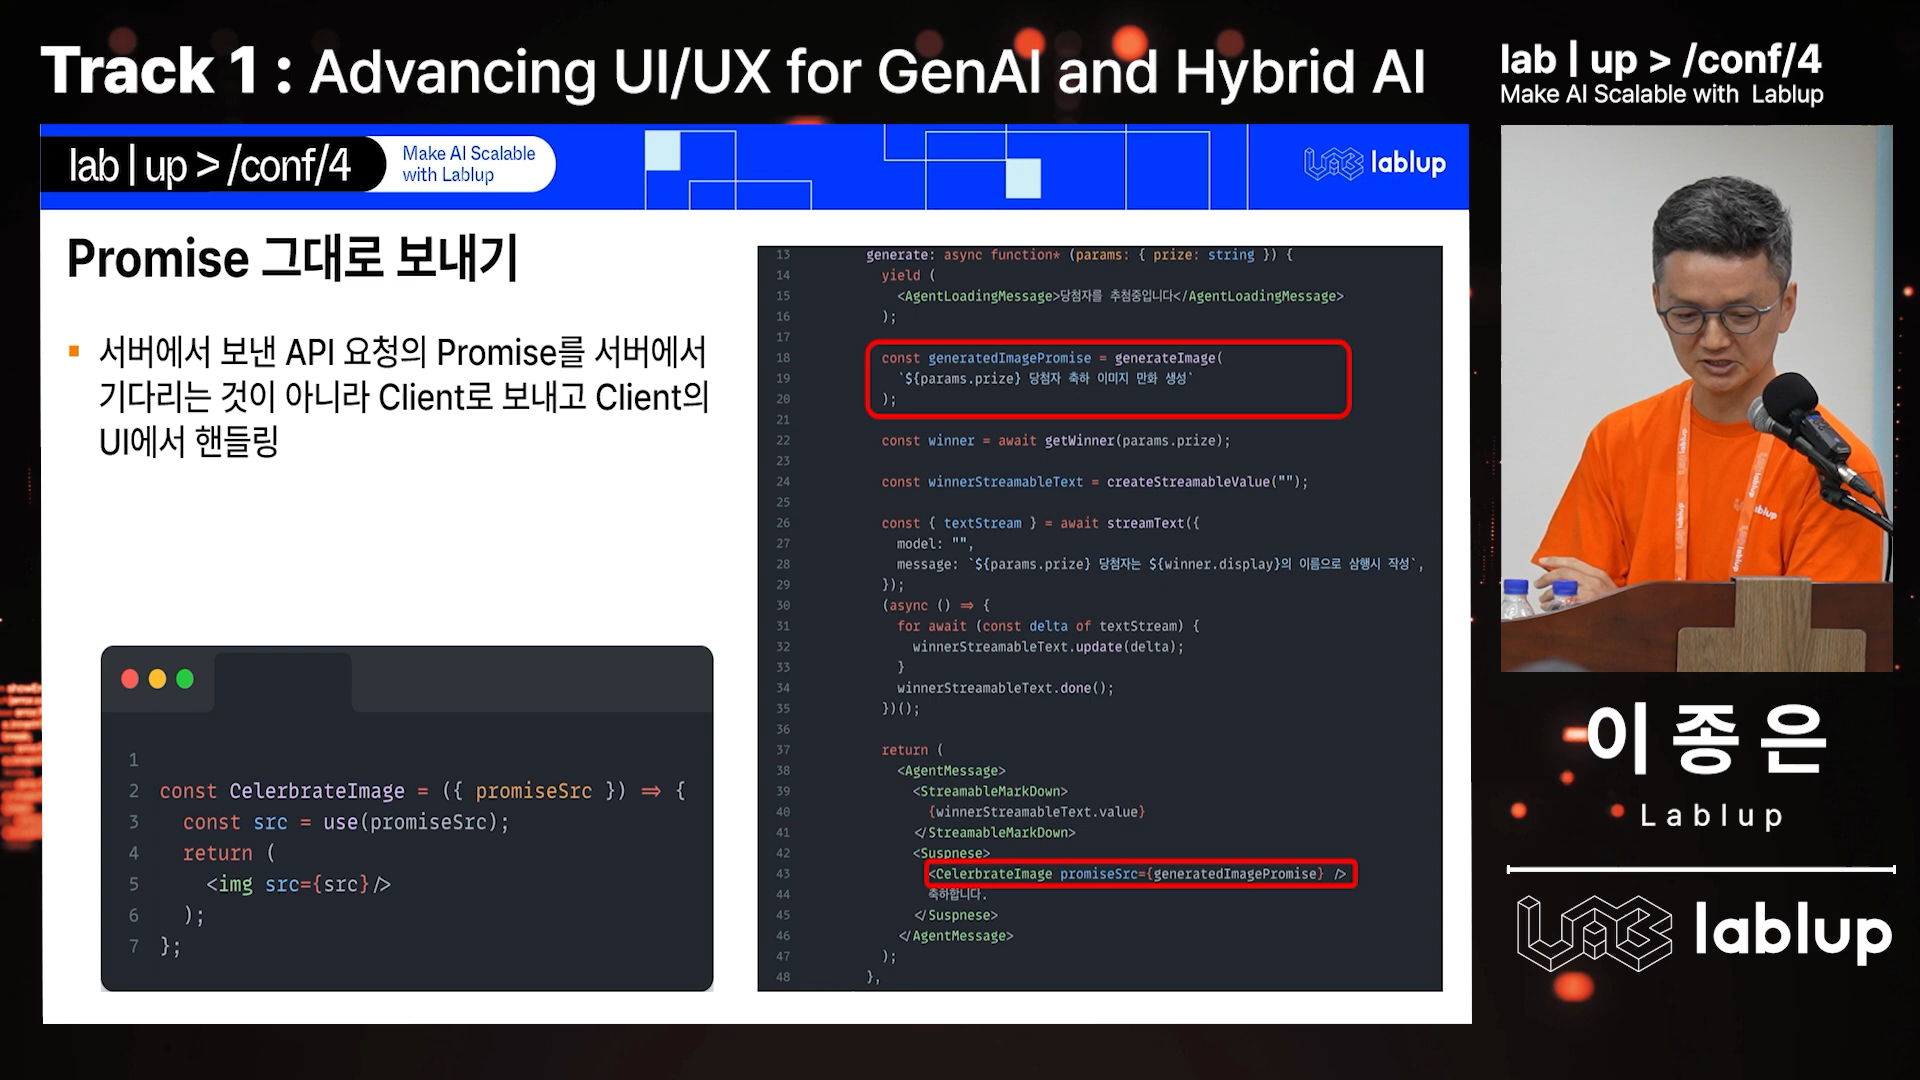 Track 1 : Advancing UI/UX for GenAI and Hybrid AI
lab | up > /conf/4
Make AI Scalable with Lablup
lab | up > /conf/4
Make AI Scalable
with Lablup
lablup
Promise 그대로 보내기
서버에서 보낸 API 요청의 Promise를 서버에서
기다리는 것이 아니라 Client로 보내고 Client의
UI에서 핸들링
1
2 const CelerbrateImage = ({ promiseSrc }) => {
3 const src = use(promiseSrc);
4 return (
5 <img src={src}/>
6 );
7 };
13 generate: async function* (params: { prize: string }) {
14 yield (
15 <AgentLoadingMessage>당첨자를 추첨중입니다</AgentLoadingMessage>
16 );
17
18 const generatedImagePromise = generateImage(
19 `${params.prize} 당첨자 축하 이미지 만화 생성`
20 );
21
22 const winner = await getWinner(params.prize);
23
24 const winnerStreamableText = createStreamableValue("");
25
26 const { textStream } = await streamText({
27 model: "",
28 message: `${params.prize} 당첨자는 ${winner.display}의 이름으로 삼행시 작성`,
29 });
30 (async () => {
31 for await (const delta of textStream) {
32 winnerStreamableText.update(delta);
33 }
34 winnerStreamableText.done();
35 })();
36
37 return (
38 <AgentMessage>
39 <StreamableMarkDown>
40 {winnerStreamableText.value}
41 </StreamableMarkDown>
42 <Suspnese>
43 <CelerbrateImage promiseSrc={generatedImagePromise} />
44 축하합니다.
45 </Suspnese>
46 </AgentMessage>
47 );
48 },
lablup
lablup
이종은
Lablup
lablup